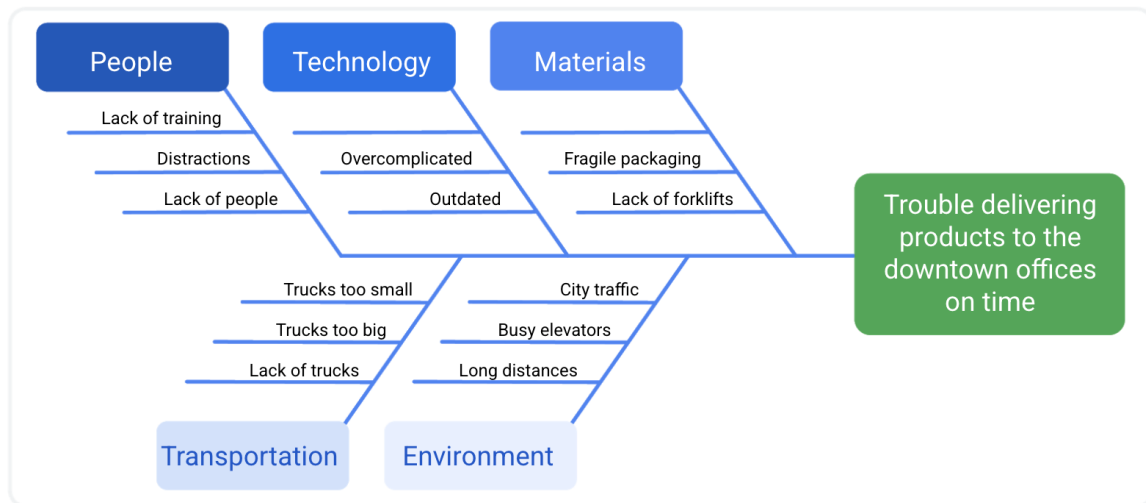 People
Technology
Materials
Lack of training
Distractions
Overcomplicated
Fragile packaging
Lack of people
Outdated
Lack of forklifts
Trouble delivering
products to the
downtown offices
on time
Trucks too small
City traffic
Trucks too big
Busy elevators
Lack of trucks
Long distances
Transportation
Environment